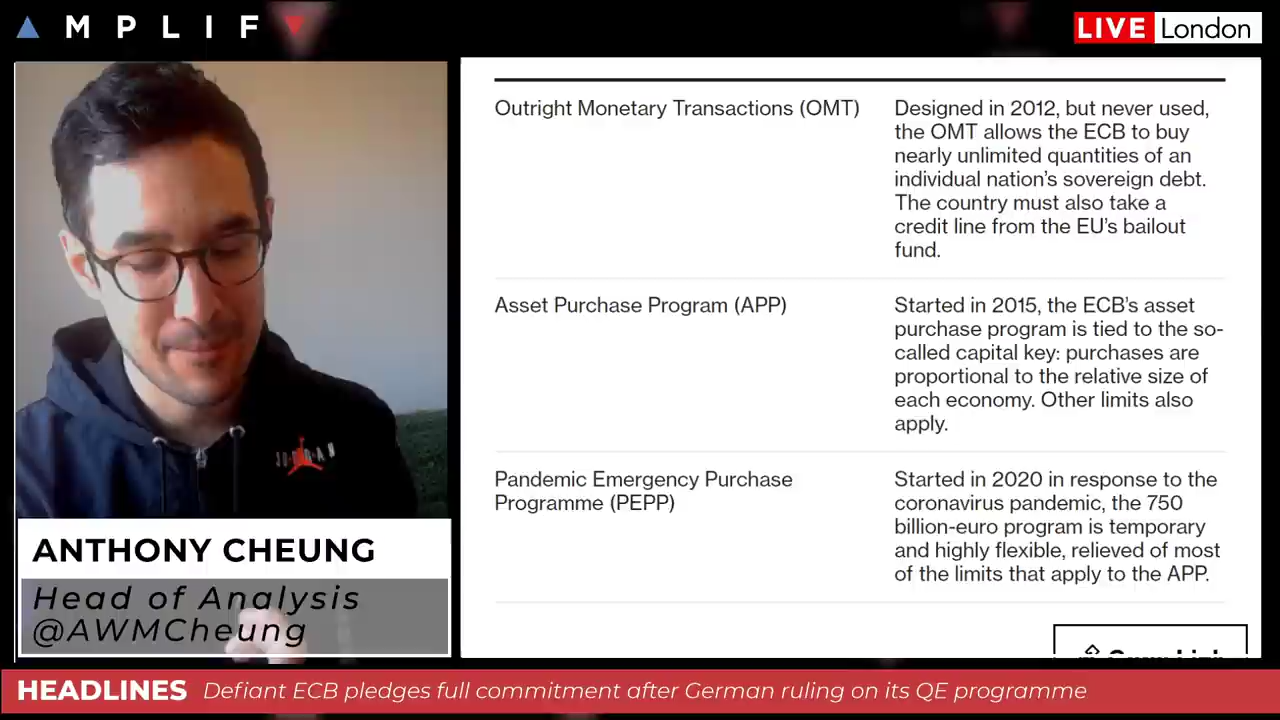 MPLIF
LIVE London
Outright Monetary Transactions (OMT)
Designed in 2012, but never used,
the OMT allows the ECB to buy
nearly unlimited quantities of an
individual nation's sovereign debt.
The country must also take a
credit line from the EU's bailout
fund.
Asset Purchase Program (APP)
Started in 2015, the ECB's asset
purchase program is tied to the so-
called capital key: purchases are
proportional to the relative size of
each economy. Other limits also
apply.
Pandemic Emergency Purchase
Programme (PEPP)
Started in 2020 in response to the
coronavirus pandemic, the 750
billion-euro program is temporary
and highly flexible, relieved of most
of the limits that apply to the APP.
JORDAN
ANTHONY CHEUNG
Head of Analysis
@AWMCheung
HEADLINES Defiant ECB pledges full commitment after German ruling on its QE programme